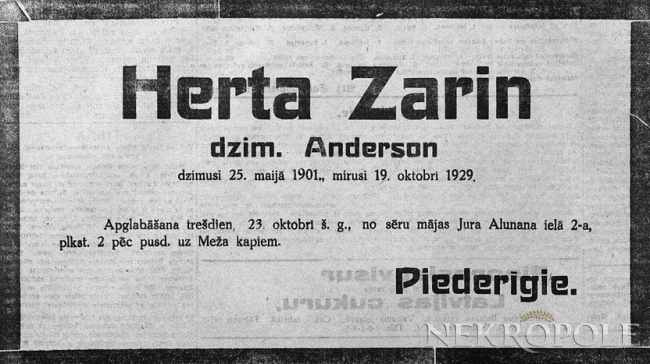 Herta Zarin
dzim. Anderson
dzimusi 25. maijā 1901., mirusi 19. oktobrī 1929.
Apglabāšana trešdien, 23. oktobrī š. g., no sēru mājas Jura Alunana ielā 2-a,
plkst. 2 pēc pusd. uz Meža kapiem.
Piederigie.
NEKROPOLE